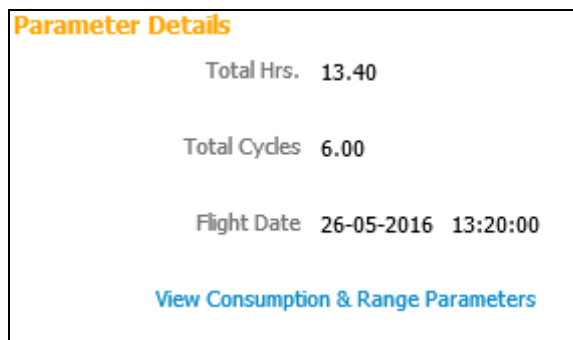 Parameter Details
Total Hrs. 13.40
Total Cycles 6.00
Flight Date 26-05-2016 13:20:00
View Consumption & Range Parameters